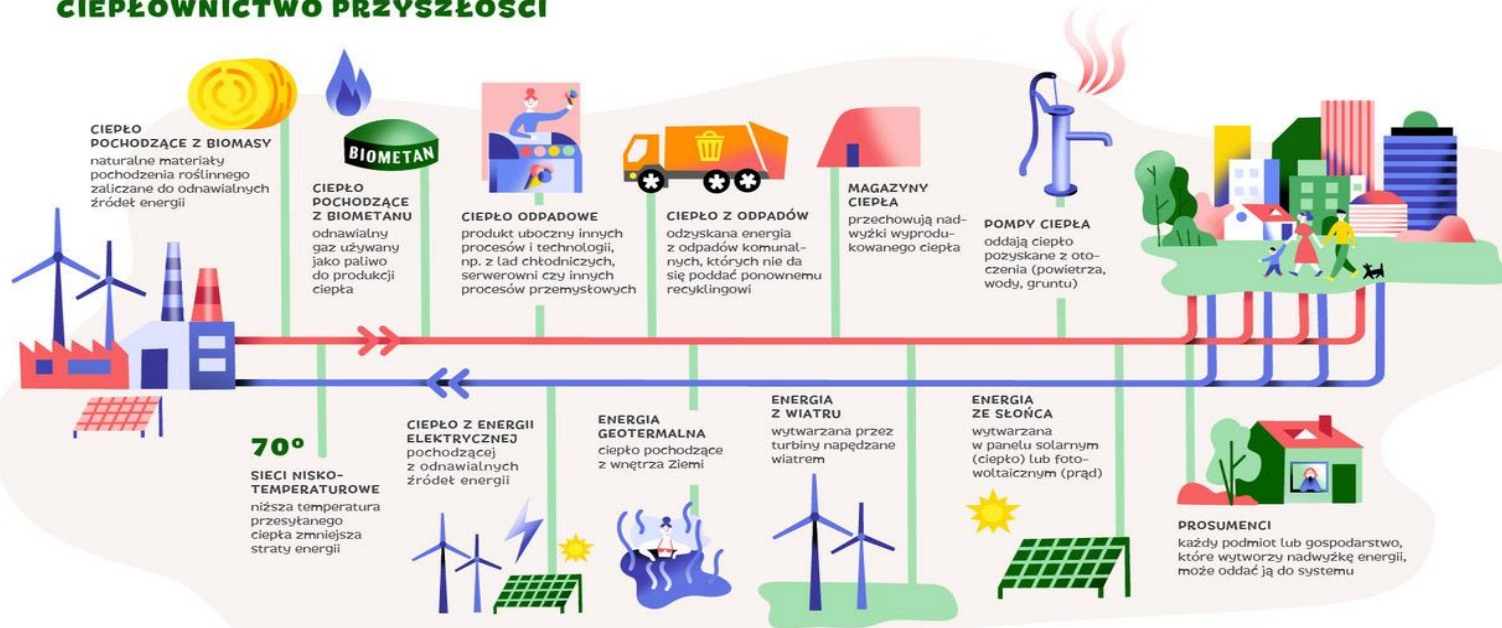 CIEPŁOWNICTWO PRZYSZŁOŚCI
CIEPŁO
POCHODZĄCE Z BIOMASY
naturalne materiały
pochodzenia roślinnego
zaliczane do odnawialnych
źródeł energii
BIOMETAN
CIEPŁO
POCHODZĄCE
Z BIOMETANU
odnawialny
gaz używany
jako paliwo
do produkcji
ciepła
CIEPŁO ODPADOWE
produkt uboczny innych
procesów i technologii,
np. z lad chłodniczych,
serwerowni czy innych
procesów przemysłowych
CIEPŁO Z ODPADÓW
odzyskana energia
z odpadów komunal-
nych, których nie da
się poddać ponownemu
recyklingowi
MAGAZYNY
CIEPŁA
przechowują nad-
wyżki wyprodu-
kowanego ciepła
POMPY CIEPŁA
oddają ciepło
pozyskane z oto-
czenia (powietrza,
wody, gruntu)
70°
SIECI NISKO-
TEMPERATUROWE
niższa temperatura
przesyłanego
ciepła zmniejsza
straty energii
CIEPŁO Z ENERGII
ELEKTRYCZNEJ
pochodzącej
z odnawialnych
źródeł energii
ENERGIA
GEOTERMALNA
ciepło pochodzące
z wnętrza Ziemi
ENERGIA
Z WIATRU
wytwarzana przez
turbiny napędzane
wiatrem
ENERGIA
ZE SŁOŃCA
wytwarzana
w panelu solarnym
(ciepło) lub foto-
woltaicznym (prąd)
PROSUMENCI
każdy podmiot lub gospodarstwo,
które wytworzy nadwyżkę energii,
może oddać ją do systemu